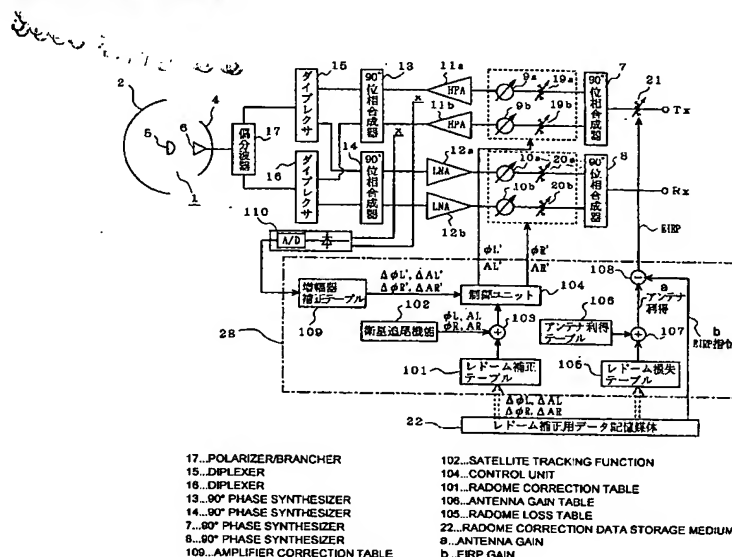 15
13
11a
7
21
2
4
5
6
1
17
偏分波器
ダイプレクサ
90°位相合成器
HPA
9a
19a
11b
HPA
9b
19b
90°位相合成器
Tx
16
ダイプレクサ
14
90°位相合成器
12a
LNA
10a
20a
LNA
12b
10b
20b
90°位相合成器
8
Rx
110
A/D
φL'
AL'
φR'
AR'
EIRP
増幅器
補正テーブル
109
ΔφL', ΔAL'
ΔφR', ΔAR'
制御ユニット
104
108
a
アンテナ
利得
b
28
102
衛星追尾機能
φL, AL
φR, AR
103
106
アンテナ利得
テーブル
107
101
レドーム補正
テーブル
105
レドーム損失
テーブル
ΔφL, ΔAL
ΔφR, ΔAR
22
レドーム補正用データ記憶媒体
17...POLARIZER/BRANCHER
15...DIPLEXER
16...DIPLEXER
13...90° PHASE SYNTHESIZER
14...90° PHASE SYNTHESIZER
7...90° PHASE SYNTHESIZER
8...90° PHASE SYNTHESIZER
109...AMPLIFIER CORRECTION TABLE
102...SATELLITE TRACKING FUNCTION
104...CONTROL UNIT
101...RADOME CORRECTION TABLE
106...ANTENNA GAIN TABLE
105...RADOME LOSS TABLE
22...RADOME CORRECTION DATA STORAGE MEDIUM
a...ANTENNA GAIN
b...EIRP GAIN